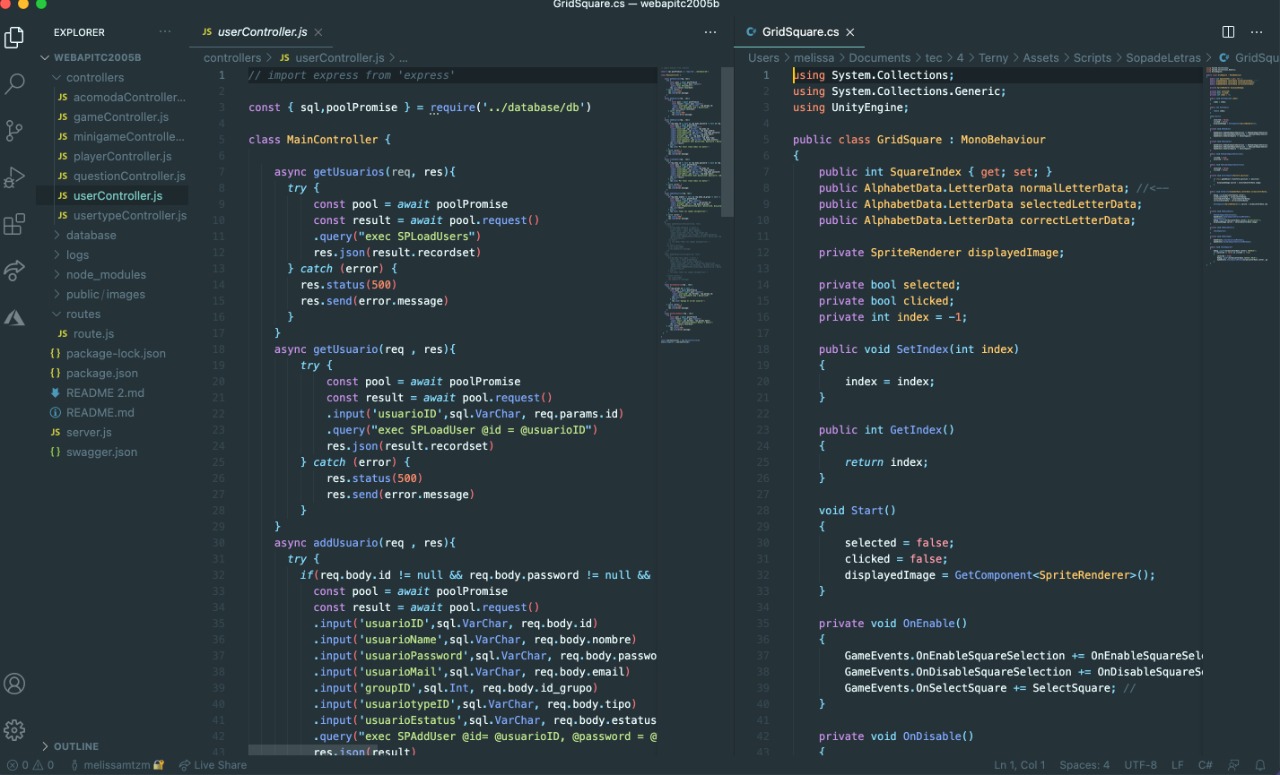 GridSquare.cs — webapitc2005b
EXPLORER
WEBAPITC2005B
controllers
JS acomodaController...
JS gameController.js
JS minigameControlle...
JS playerController.js
JS questionController.js
JS userController.js
JS usertypeController.js
database
logs
node_modules
public/images
routes
JS route.js
{} package-lock.json
{} package.json
README 2.md
README.md
JS server.js
{} swagger.json
OUTLINE
JS userController.js
controllers > JS userController.js > ...
1 // import express from 'express'
2
3 const { sql,poolPromise } = require('../database/db')
4
5 class MainController {
6
7 async getUsuarios(req, res){
8 try {
9 const pool = await poolPromise
10 const result = await pool.request()
11 .query("exec SPLoadUsers")
12 res.json(result.recordset)
13 } catch (error) {
14 res.status(500)
15 res.send(error.message)
16 }
17 }
18 async getUsuario(req , res){
19 try {
20 const pool = await poolPromise
21 const result = await pool.request()
22 .input('usuarioID',sql.VarChar, req.params.id)
23 .query("exec SPLoadUser @id = @usuarioID")
24 res.json(result.recordset)
25 } catch (error) {
26 res.status(500)
27 res.send(error.message)
28 }
29 }
30 async addUsuario(req , res){
31 try {
32 if(req.body.id != null && req.body.password != null &&
33 const pool = await poolPromise
34 const result = await pool.request()
35 .input('usuarioID',sql.VarChar, req.body.id)
36 .input('usuarioName',sql.VarChar, req.body.nombre)
37 .input('usuarioPassword',sql.VarChar, req.body.passwo
38 .input('usuarioMail',sql.VarChar, req.body.email)
39 .input('groupID',sql.Int, req.body.id_grupo)
40 .input('usuariotypeID',sql.VarChar, req.body.tipo)
41 .input('usuarioEstatus',sql.VarChar, req.body.estatus
42 .query("exec SPAddUser @id= @usuarioID, @password = @
43 res.json(result)
GridSquare.cs
Users > melissa > Documents > tec > 4 > Terny > Assets > Scripts > SopadeLetras > GridSqu
1 using System.Collections;
2 using System.Collections.Generic;
3 using UnityEngine;
4
5 public class GridSquare : MonoBehaviour
6 {
7 public int SquareIndex { get; set; }
8 public AlphabetData.LetterData normalLetterData; //<——
9 public AlphabetData.LetterData selectedLetterData;
10 public AlphabetData.LetterData correctLetterData;
11
12 private SpriteRenderer displayedImage;
13
14 private bool selected;
15 private bool clicked;
16 private int index = -1;
17
18 public void SetIndex(int index)
19 {
20 index = index;
21 }
22
23 public int GetIndex()
24 {
25 return index;
26 }
27
28 void Start()
29 {
30 selected = false;
31 clicked = false;
32 displayedImage = GetComponent<SpriteRenderer>();
33 }
34
35 private void OnEnable()
36 {
37 GameEvents.OnEnableSquareSelection += OnEnableSquareSel
38 GameEvents.OnDisableSquareSelection += OnDisableSquareS
39 GameEvents.OnSelectSquare += SelectSquare; //
40 }
41
42 private void OnDisable()
43 {
0 0 melissamtzm Live Share Ln 1, Col 1 Spaces: 4 UTF-8 LF C#